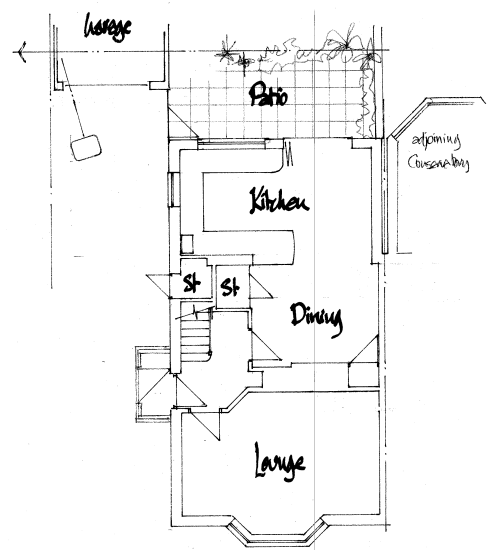 Garage
Patio
adjoining
Conservatory
Kitchen
St
St
Dining
Lounge